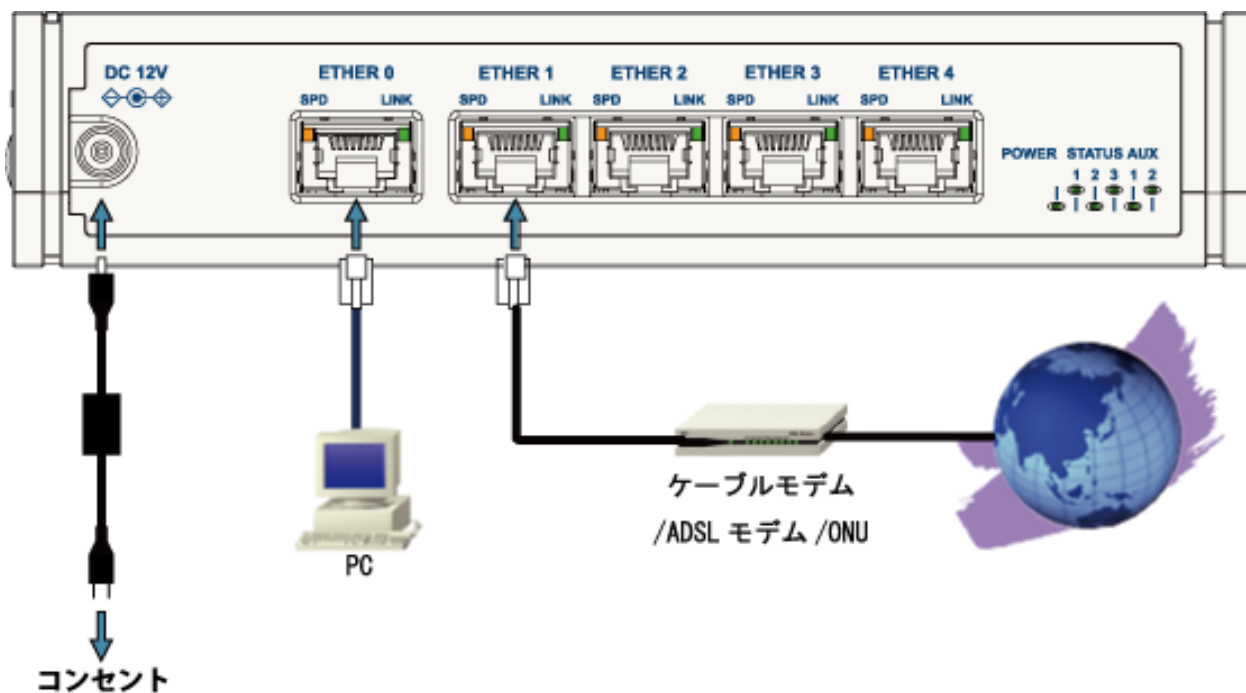 DC 12V
ETHER 0
ETHER 1
ETHER 2
ETHER 3
ETHER 4
SPD LINK
SPD LINK
SPD LINK
SPD LINK
SPD LINK
POWER STATUS AUX
1 2 3 1 2
ケーブルモデム
/ADSL モデム /ONU
PC
コンセント